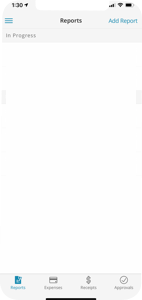 1:30
Reports
Add Report
In Progress
Reports
Expenses
Receipts
Approvals